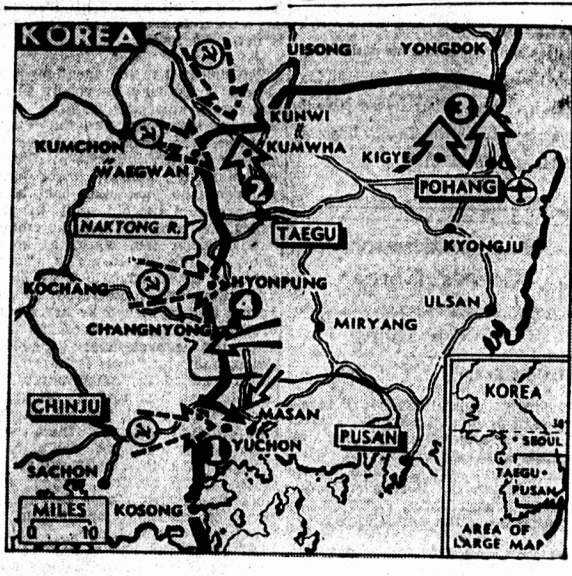 KOREA
UISONG
YONGDOK
3
KUNWI
KUMCHON
KUMWHA
KIGYE
WAEGWAN
2
POHANG
NAKTONG R.
TAEGU
KYONGJU
KOCHANG
HYONPUNG
4
ULSAN
CHANGNYONG
MIRYANG
KOREA
CHINJU
MASAN
38°
SEOUL
1
YUCHON
PUSAN
TAEGU
SACHON
PUSAN
MILES
0 10
KOSONG
AREA OF
LARGE MAP